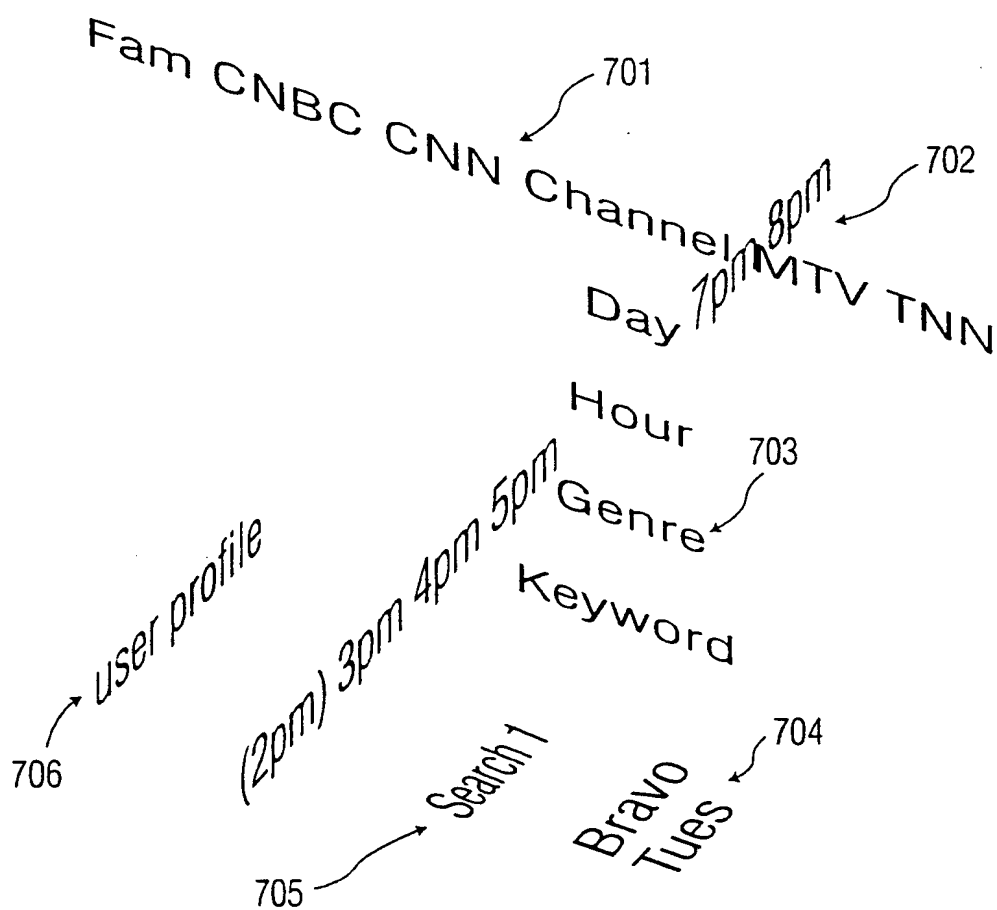 Fam CNBC CNN Channel MTV TNN
701
702
7pm 8pm
Day
Hour
703
Genre
Keyword
(2pm) 3pm 4pm 5pm
user profile
706
Search 1
705
704
Bravo
Tues